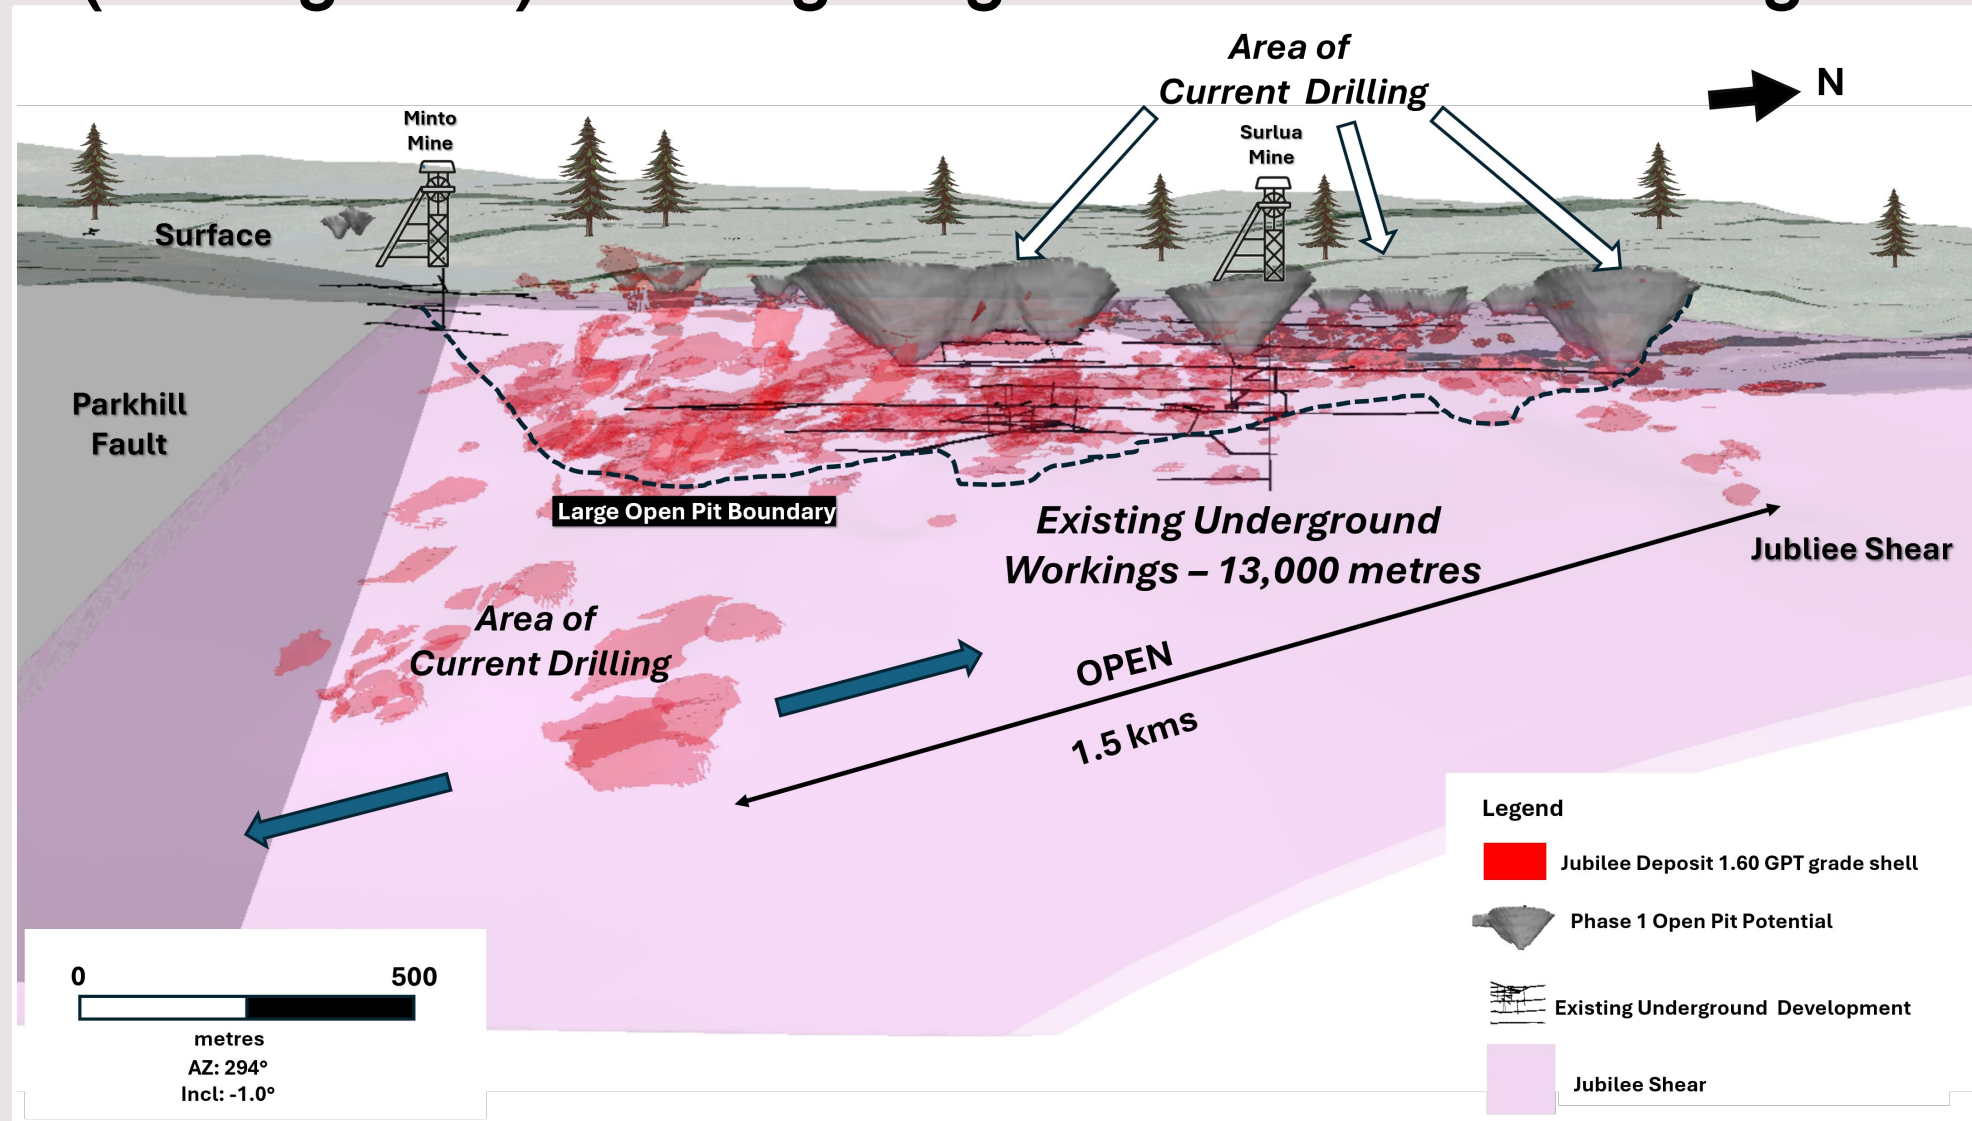 Area of
Current Drilling
N
Minto
Mine
Surlua
Mine
Surface
Parkhill
Fault
Large Open Pit Boundary
Existing Underground
Workings – 13,000 metres
Jubliee Shear
Area of
Current Drilling
OPEN
1.5 kms
Legend
Jubilee Deposit 1.60 GPT grade shell
Phase 1 Open Pit Potential
Existing Underground Development
Jubilee Shear
0 500
metres
AZ: 294°
Incl: -1.0°